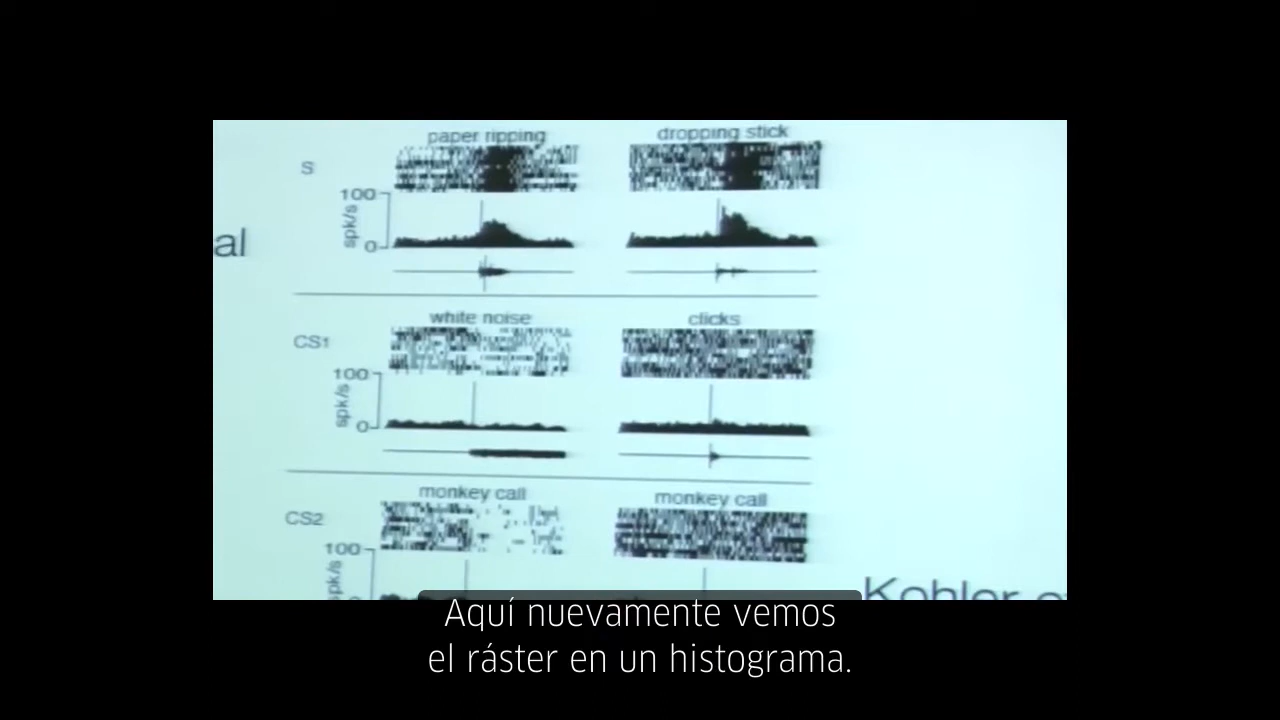 paper ripping
dropping stick
S
100
spk/s
0
al
white noise
clicks
CS1
100
spk/s
0
monkey call
monkey call
CS2
100
spk/s
Kohler
Aquí nuevamente vemos
el ráster en un histograma.